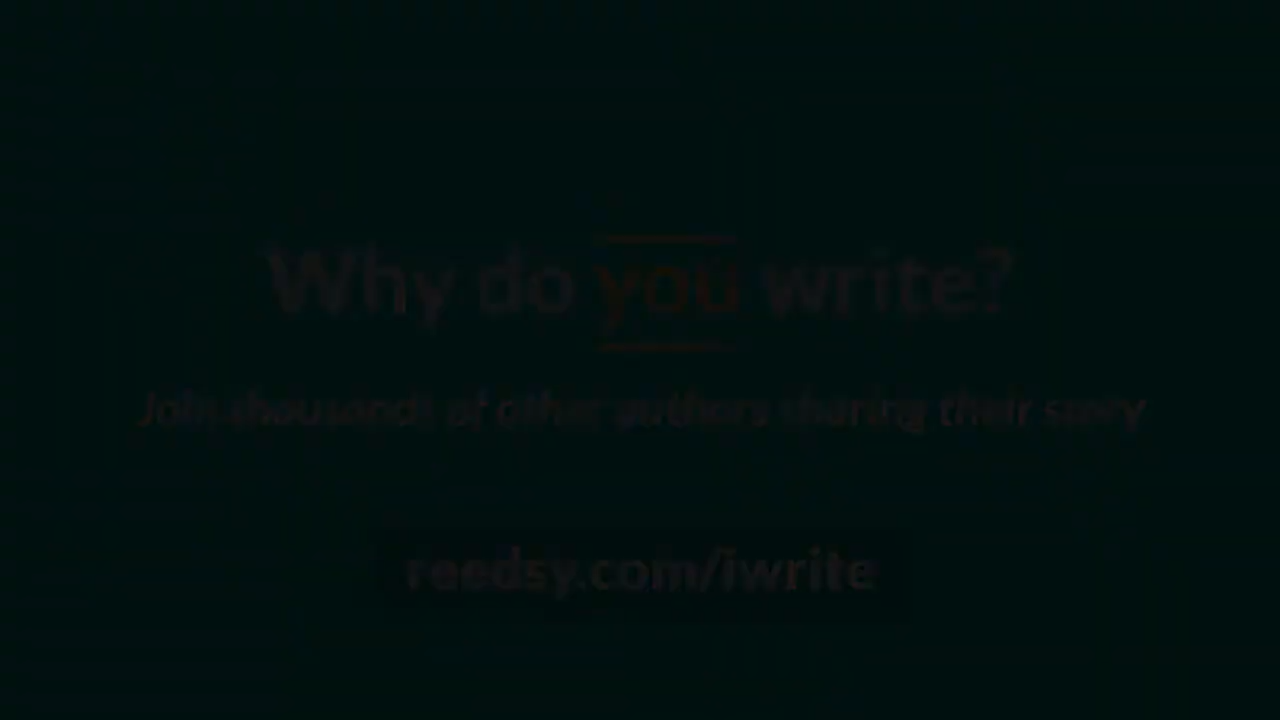 Why do you write?
Join thousands of other authors sharing their story
reedsy.com/iwrite